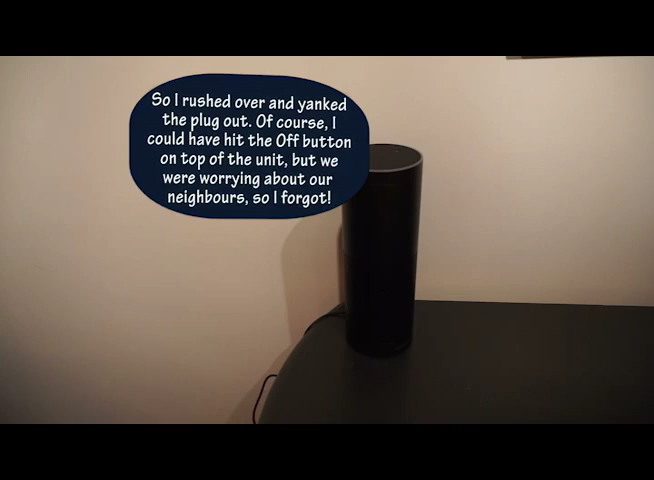 So I rushed over and yanked
the plug out. Of course, I
could have hit the Off button
on top of the unit, but we
were worrying about our
neighbours, so I forgot!